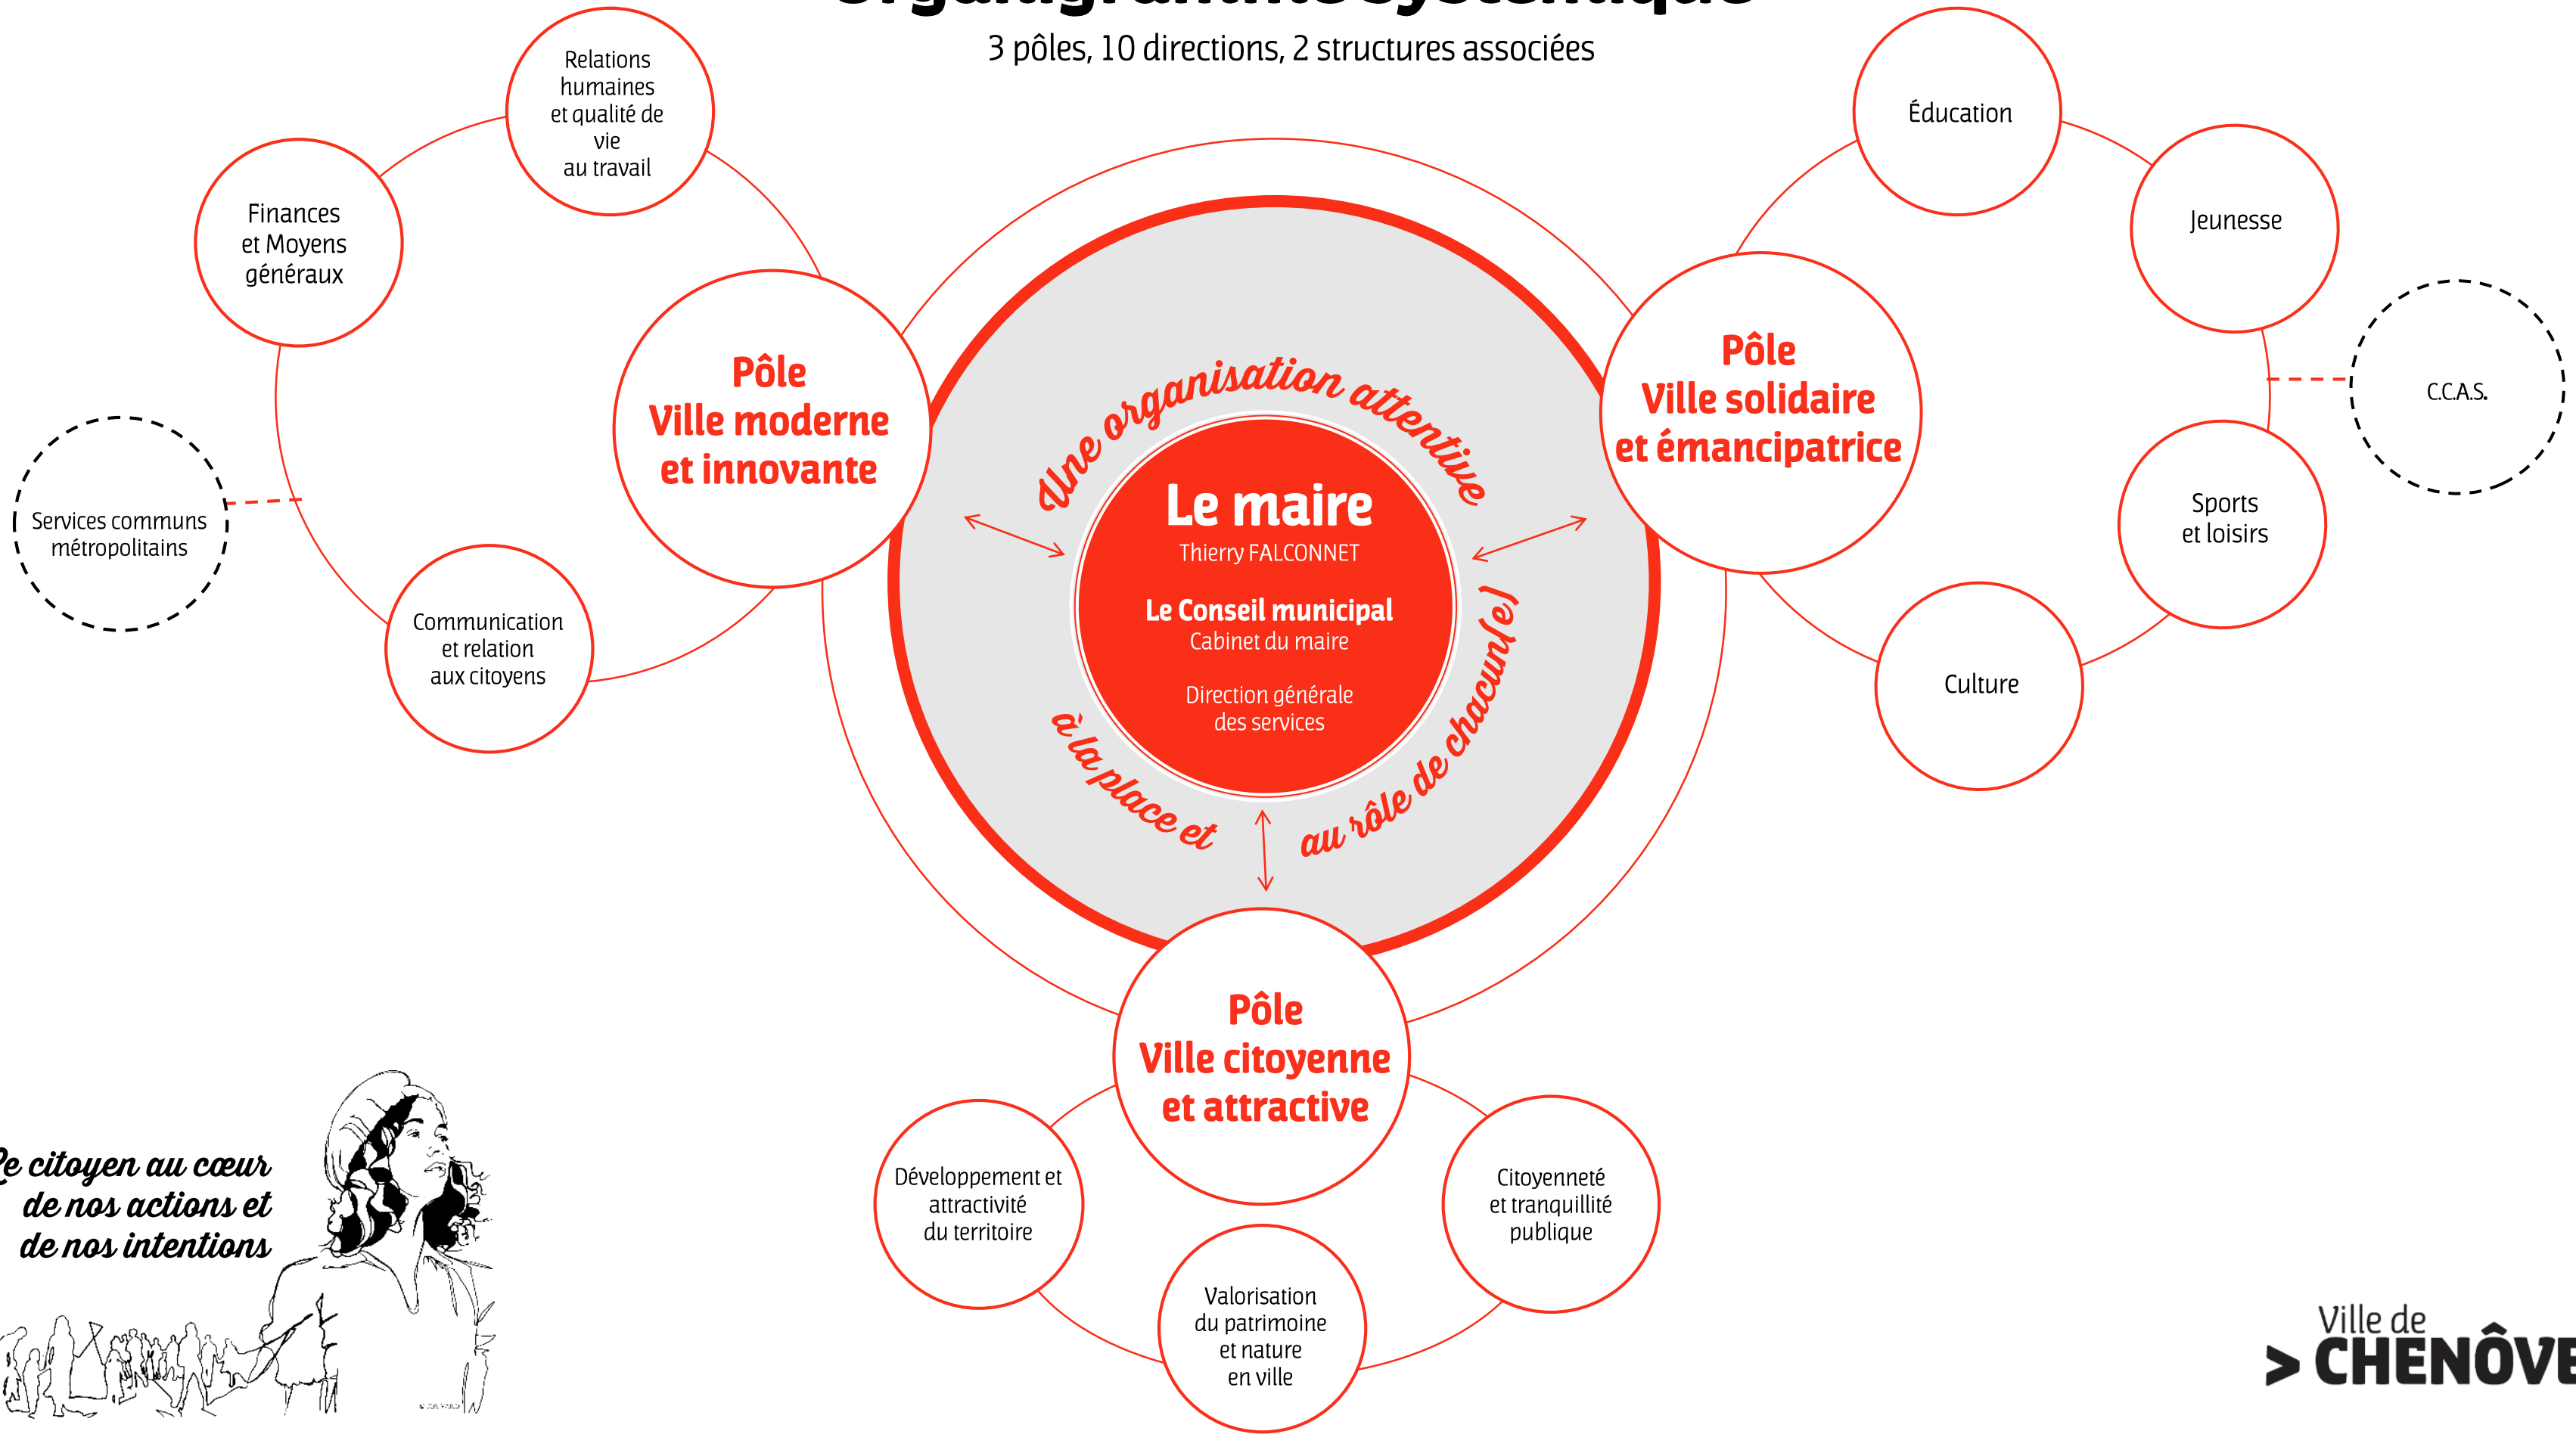 organigramme systémique
3 pôles, 10 directions, 2 structures associées
Relations
humaines
et qualité de
vie
au travail
Finances
et Moyens
généraux
Services communs
métropolitains
Communication
et relation
aux citoyens
Pôle
Ville moderne
et innovante
Une organisation attentive
à la place et
au rôle de chacun(e)
Le maire
Thierry FALCONNET
Le Conseil municipal
Cabinet du maire
Direction générale
des services
Pôle
Ville solidaire
et émancipatrice
Éducation
Jeunesse
C.C.A.S.
Sports
et loisirs
Culture
Pôle
Ville citoyenne
et attractive
Développement et
attractivité
du territoire
Valorisation
du patrimoine
et nature
en ville
Citoyenneté
et tranquillité
publique
Le citoyen au cœur
de nos actions et
de nos intentions
Ville de
> CHENÔVE